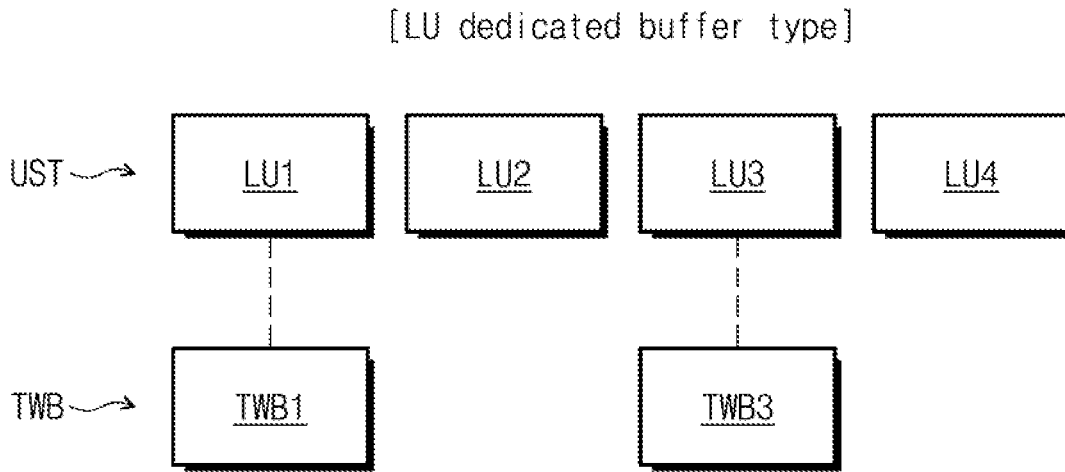 [LU dedicated buffer type]
UST LU1 LU2 LU3 LU4
TWB TWB1 TWB3